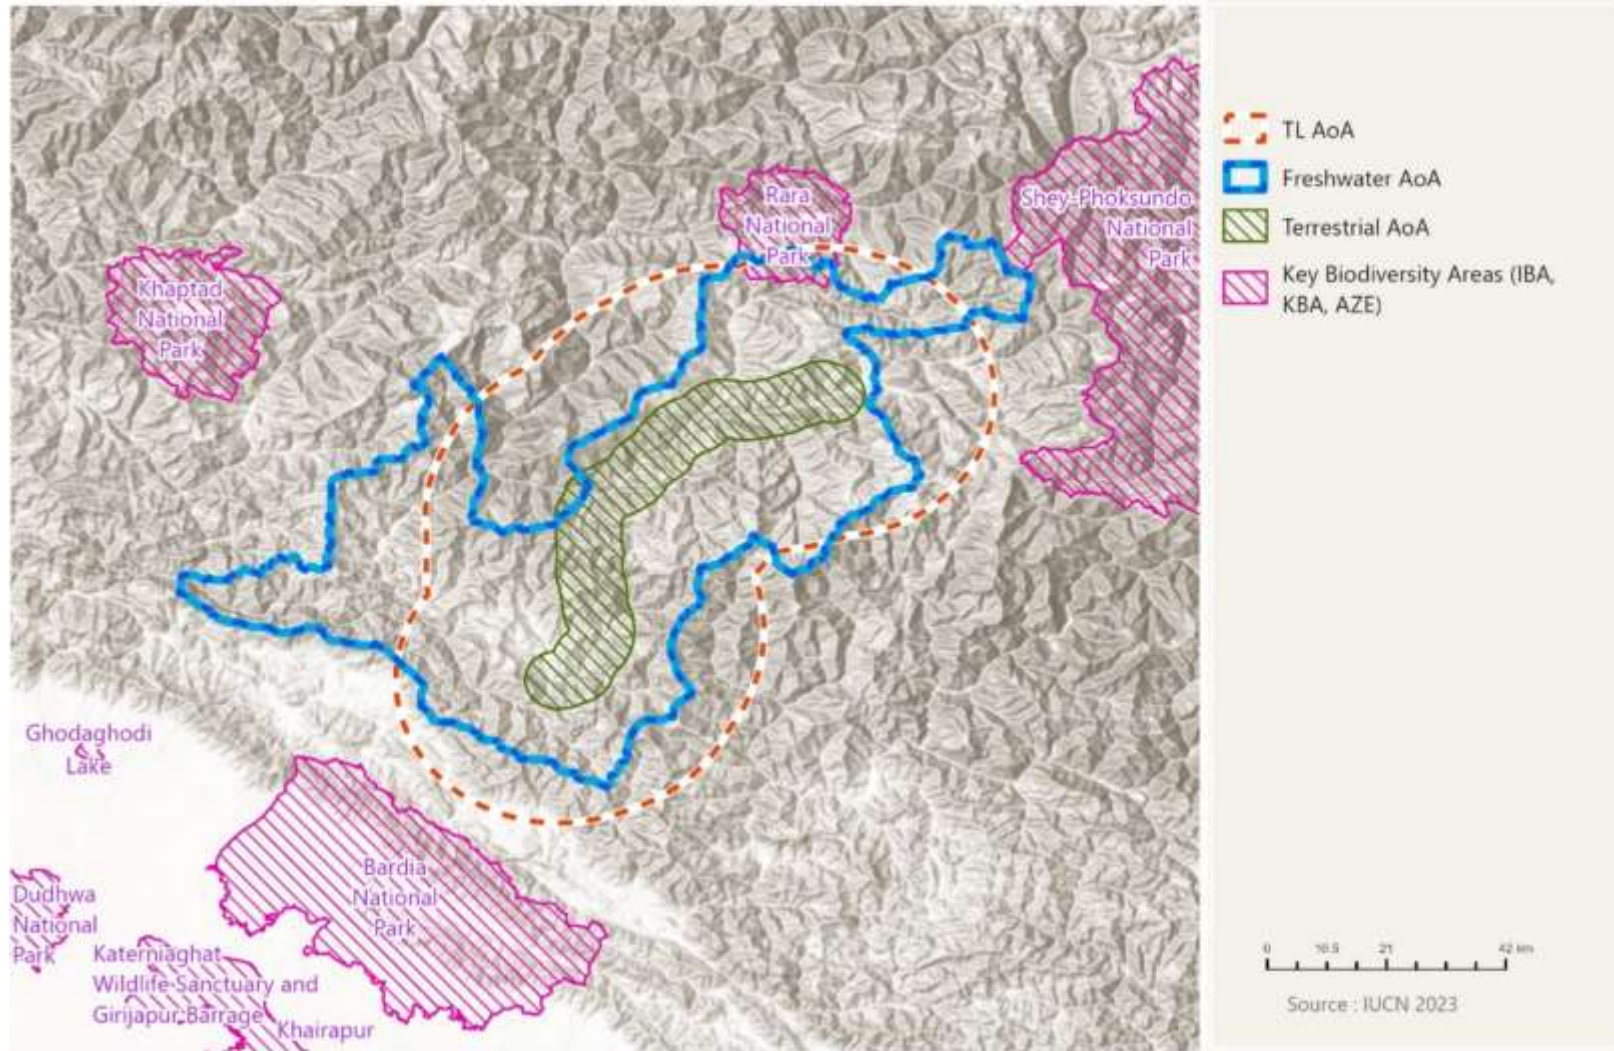 Rara
National
Park
Shey-Phoksundo
National
Park
Khaptad
National
Park
Ghodaghodi
Lake
Bardia
National
Park
Dudhwa
National
Park
Katerniaghat
Wildlife Sanctuary and
Girijapur Barrage
Khairapur
TL AoA
Freshwater AoA
Terrestrial AoA
Key Biodiversity Areas (IBA,
KBA, AZE)
0 10.5 21 42 km
Source : IUCN 2023